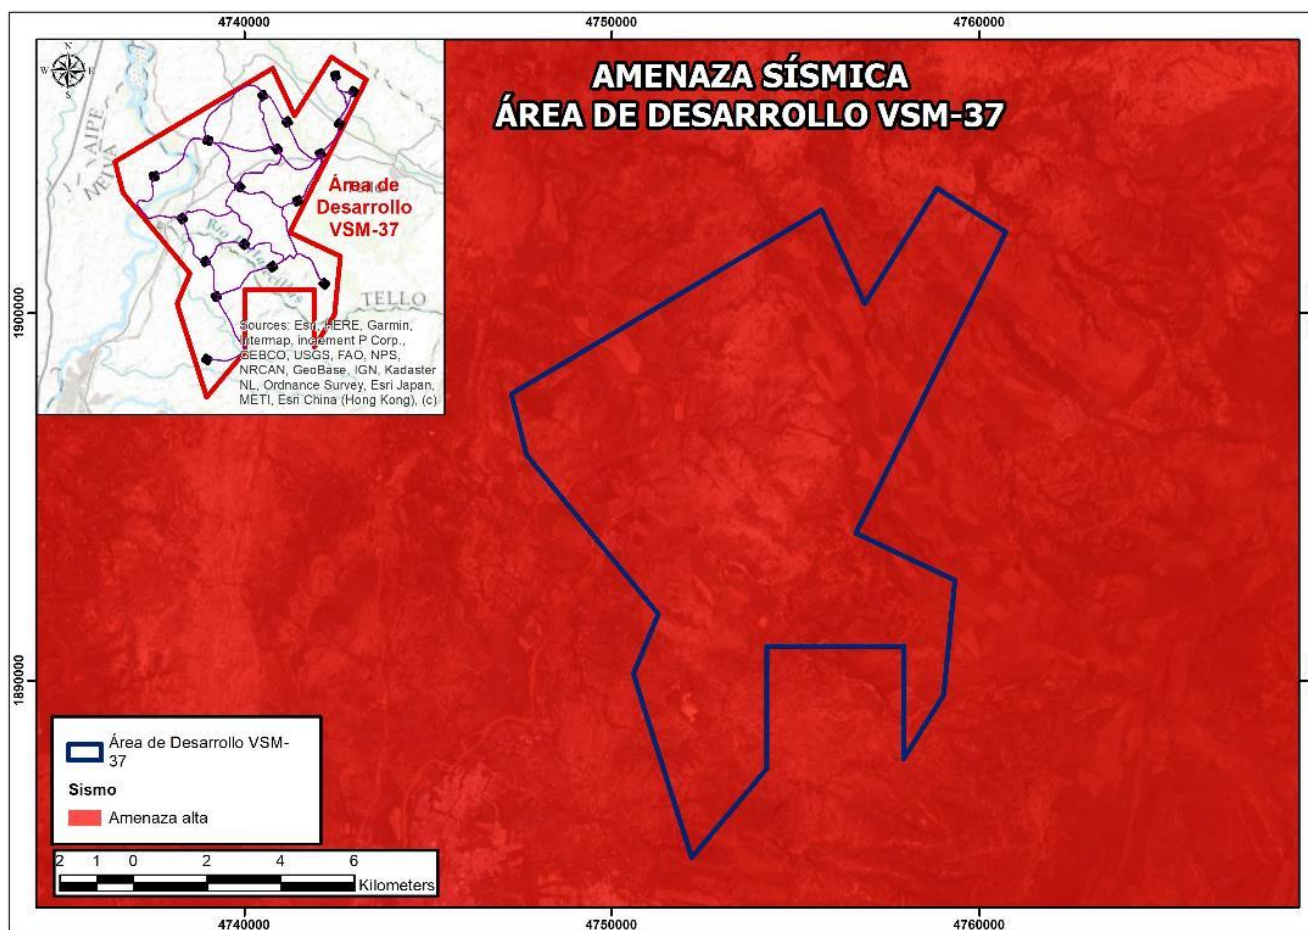 4740000
4750000
4760000
AMENAZA SÍSMICA
ÁREA DE DESARROLLO VSM-37
N
W
E
S
AIPE
NEIVA
Área de
Desarrollo
VSM-37
Río
TELLO
Sources: Esri, HERE, Garmin,
Intermap, increment P Corp.,
GEBCO, USGS, FAO, NPS,
NRCAN, GeoBase, IGN, Kadaster
NL, Ordnance Survey, Esri Japan,
METI, Esri China (Hong Kong), (c)
1900000
1900000
1890000
1890000
Área de Desarrollo VSM-
37
Sismo
Amenaza alta
2 1 0 2 4 6
Kilometers
4740000
4750000
4760000